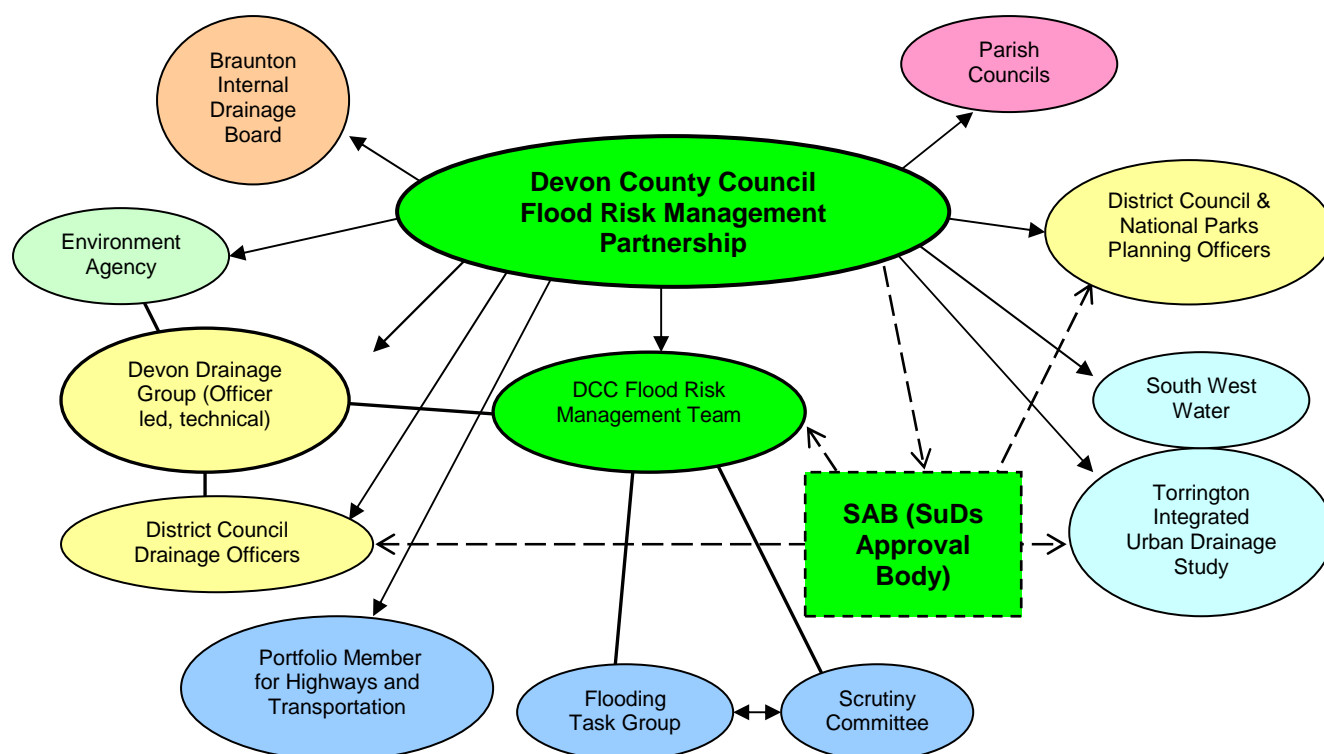 Braunton
Internal
Drainage
Board
Parish
Councils
Devon County Council
Flood Risk Management
Partnership
District Council &
National Parks
Planning Officers
Environment
Agency
Devon Drainage
Group (Officer
led, technical)
DCC Flood Risk
Management Team
South West
Water
SAB (SuDs
Approval
Body)
Torrington
Integrated
Urban Drainage
Study
District Council
Drainage Officers
Portfolio Member
for Highways and
Transportation
Flooding
Task Group
Scrutiny
Committee